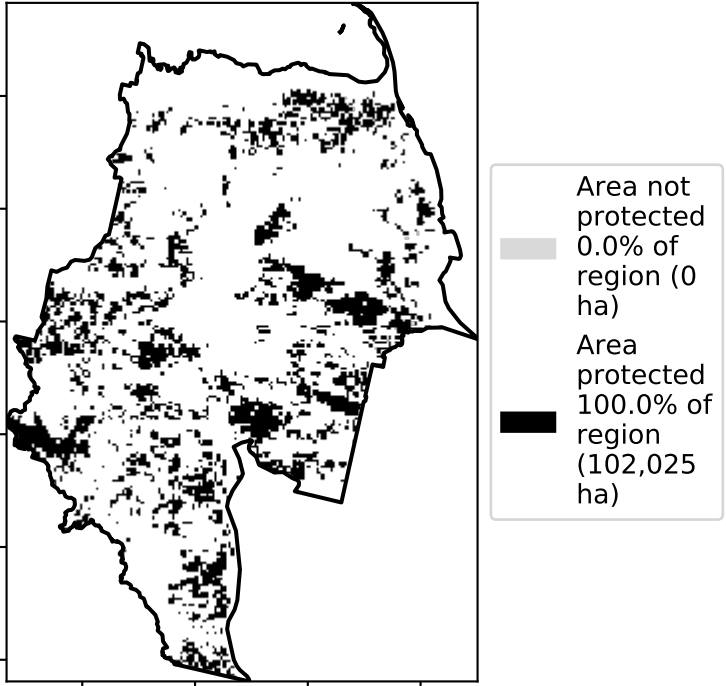 Area not
protected
0.0% of
region (0
ha)
Area
protected
100.0% of
region
(102,025
ha)